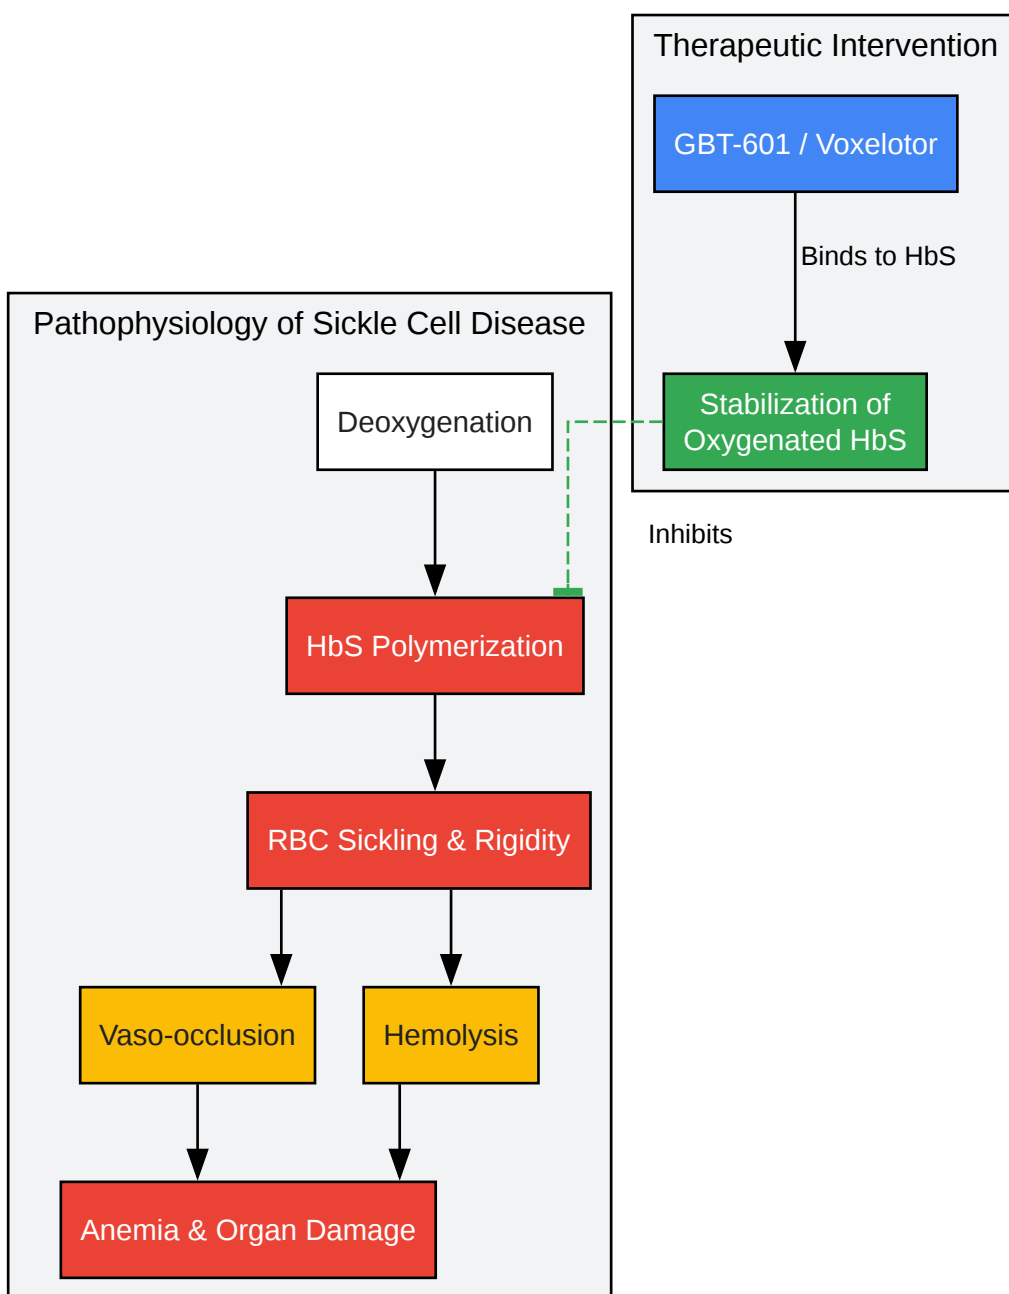 Therapeutic Intervention
GBT-601 / Voxelotor
Binds to HbS
Stabilization of
Oxygenated HbS
Inhibits
Pathophysiology of Sickle Cell Disease
Deoxygenation
HbS Polymerization
RBC Sickling & Rigidity
Vaso-occlusion
Hemolysis
Anemia & Organ Damage